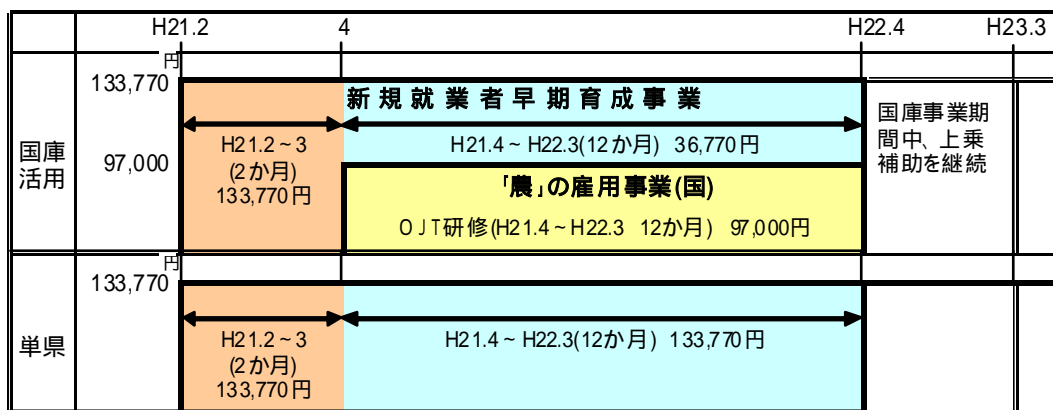 H21.2 4 H22.4 H23.3
円
133,770
新規就業者早期育成事業
国庫活用
97,000
H21.2～3
(2か月)
133,770円
H21.4～H22.3(12か月) 36,770円
「農」の雇用事業(国)
OJT研修(H21.4～H22.3 12か月) 97,000円
国庫事業期
間中、上乗
補助を継続
円
133,770
単県
H21.2～3
(2か月)
133,770円
H21.4～H22.3(12か月) 133,770円